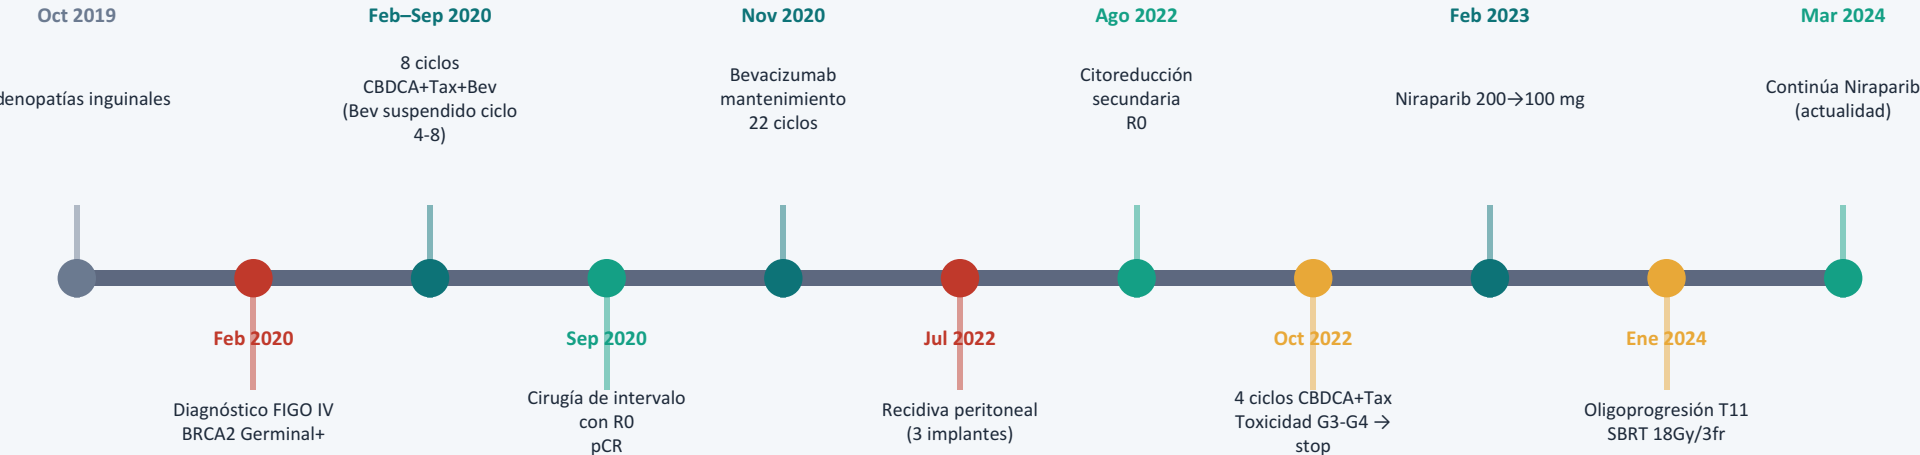 Oct 2019
denopatías inguinales
Feb–Sep 2020
8 ciclos
CBDCA+Tax+Bev
(Bev suspendido ciclo
4-8)
Nov 2020
Bevacizumab
mantenimiento
22 ciclos
Ago 2022
Citoreducción
secundaria
R0
Feb 2023
Niraparib 200→100 mg
Mar 2024
Continúa Niraparib
(actualidad)
Feb 2020
Diagnóstico FIGO IV
BRCA2 Germinal+
Sep 2020
Cirugía de intervalo
con R0
pCR
Jul 2022
Recidiva peritoneal
(3 implantes)
Oct 2022
4 ciclos CBDCA+Tax
Toxicidad G3-G4 →
stop
Ene 2024
Oligoprogresión T11
SBRT 18Gy/3fr